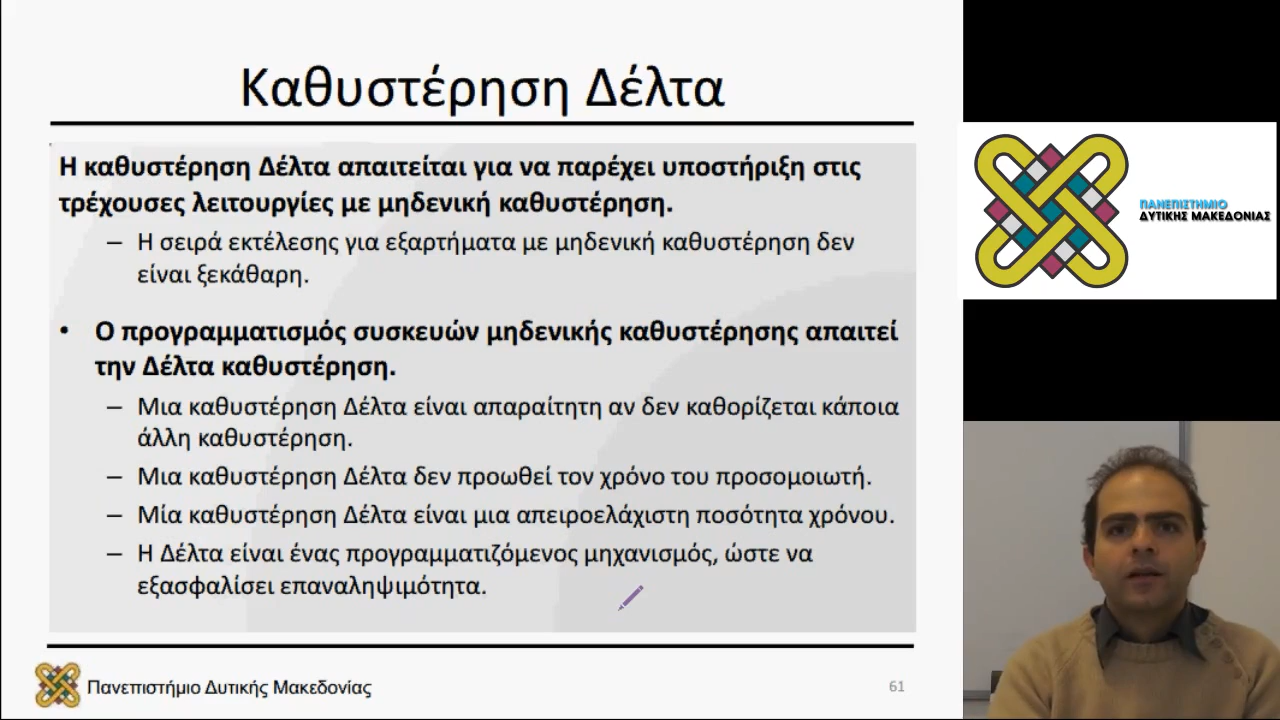 Καθυστέρηση Δέλτα
Η καθυστέρηση Δέλτα απαιτείται για να παρέχει υποστήριξη στις
τρέχουσες λειτουργίες με μηδενική καθυστέρηση.
– Η σειρά εκτέλεσης για εξαρτήματα με μηδενική καθυστέρηση δεν
είναι ξεκάθαρη.
• Ο προγραμματισμός συσκευών μηδενικής καθυστέρησης απαιτεί
την Δέλτα καθυστέρηση.
– Μια καθυστέρηση Δέλτα είναι απαραίτητη αν δεν καθορίζεται κάποια
άλλη καθυστέρηση.
– Μια καθυστέρηση Δέλτα δεν προωθεί τον χρόνο του προσομοιωτή.
– Μία καθυστέρηση Δέλτα είναι μια απειροελάχιστη ποσότητα χρόνου.
– Η Δέλτα είναι ένας προγραμματιζόμενος μηχανισμός, ώστε να
εξασφαλίσει επαναληψιμότητα.
Πανεπιστήμιο Δυτικής Μακεδονίας
61
ΠΑΝΕΠΙΣΤΗΜΙΟ
ΔΥΤΙΚΗΣ ΜΑΚΕΔΟΝΙΑΣ